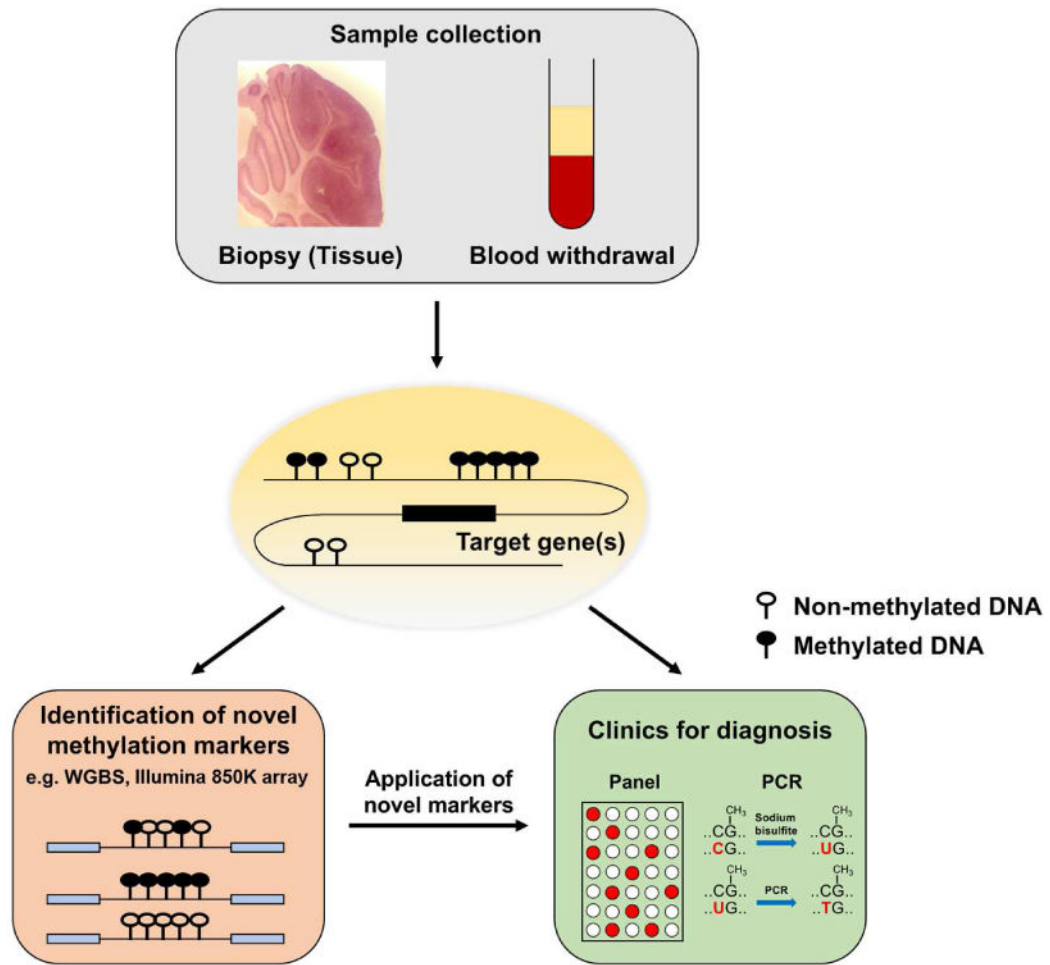 Sample collection
Biopsy (Tissue)
Blood withdrawal
Target gene(s)
Non-methylated DNA
Methylated DNA
Identification of novel
methylation markers
e.g. WGBS, Illumina 850K array
Application of
novel markers
Clinics for diagnosis
Panel
PCR
CH3
..CG..
..CG..
Sodium
bisulfite
CH3
..CG..
..UG..
CH3
..CG..
..UG..
PCR
CH3
..CG..
..TG..